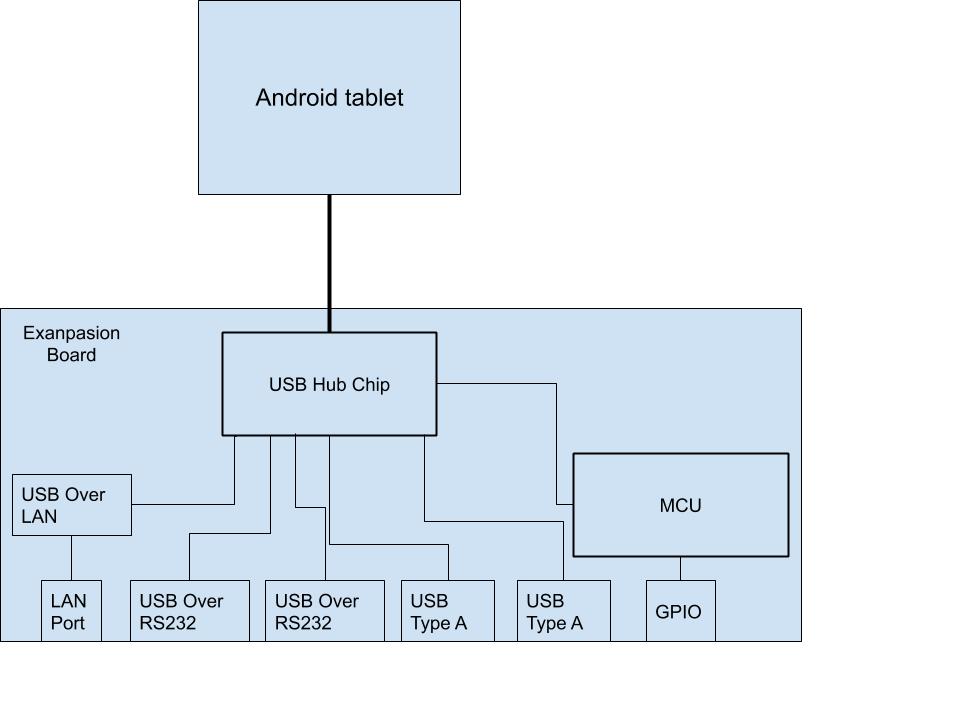 Android tablet
Exanpasion
Board
USB Hub Chip
USB Over
LAN
MCU
LAN
Port
USB Over
RS232
USB Over
RS232
USB
Type A
USB
Type A
GPIO